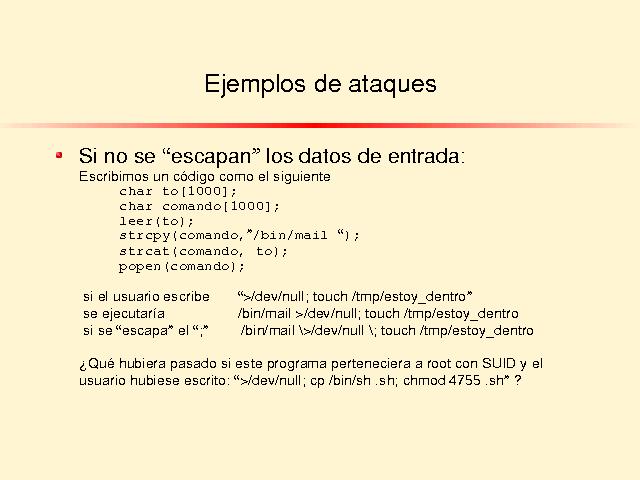 Ejemplos de ataques
Si no se “escapan” los datos de entrada:
Escribimos un código como el siguiente
char to[1000];
char comando[1000];
leer(to);
strcpy(comando,”/bin/mail “);
strcat(comando, to);
popen(comando);
si el usuario escribe “>/dev/null; touch /tmp/estoy_dentro”
se ejecutaría /bin/mail >/dev/null; touch /tmp/estoy_dentro
si se “escapa” el “;” /bin/mail \>/dev/null \; touch /tmp/estoy_dentro
¿Qué hubiera pasado si este programa perteneciera a root con SUID y el
usuario hubiese escrito: “>/dev/null; cp /bin/sh .sh; chmod 4755 .sh” ?